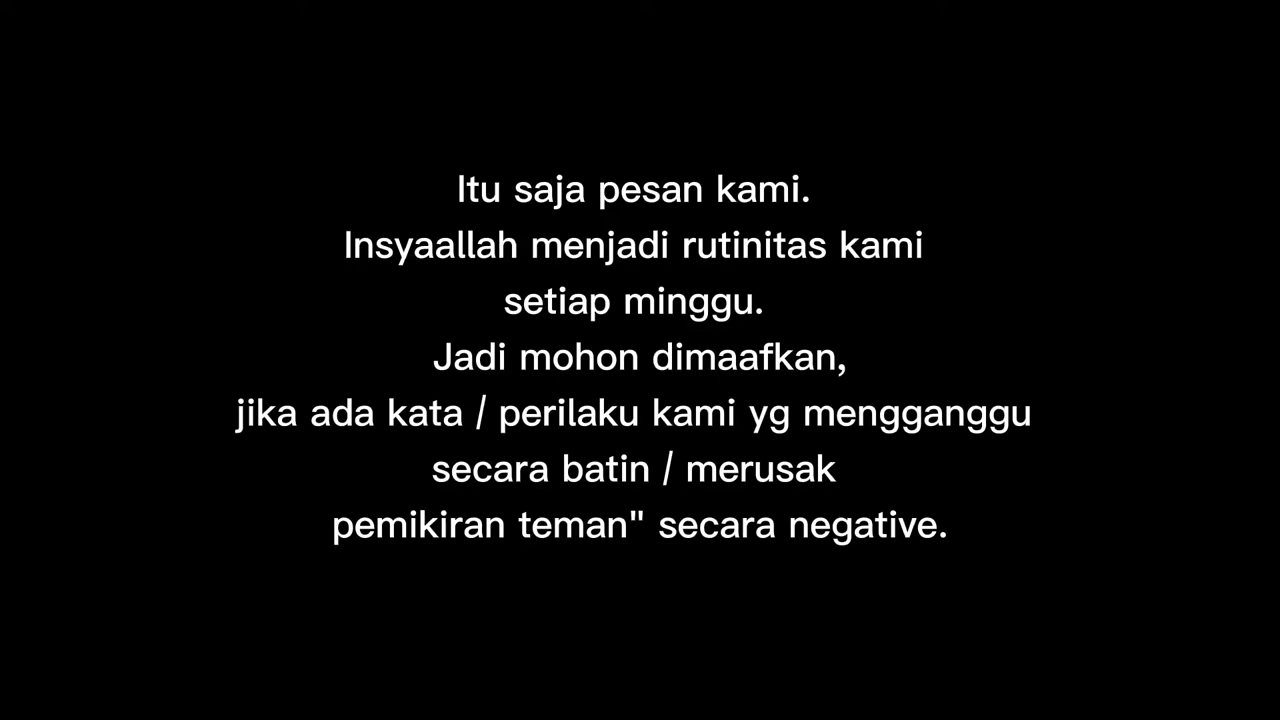 Itu saja pesan kami.
Insyaallah menjadi rutinitas kami
setiap minggu.
Jadi mohon dimaafkan,
jika ada kata / perilaku kami yg mengganggu
secara batin / merusak
pemikiran teman" secara negative.